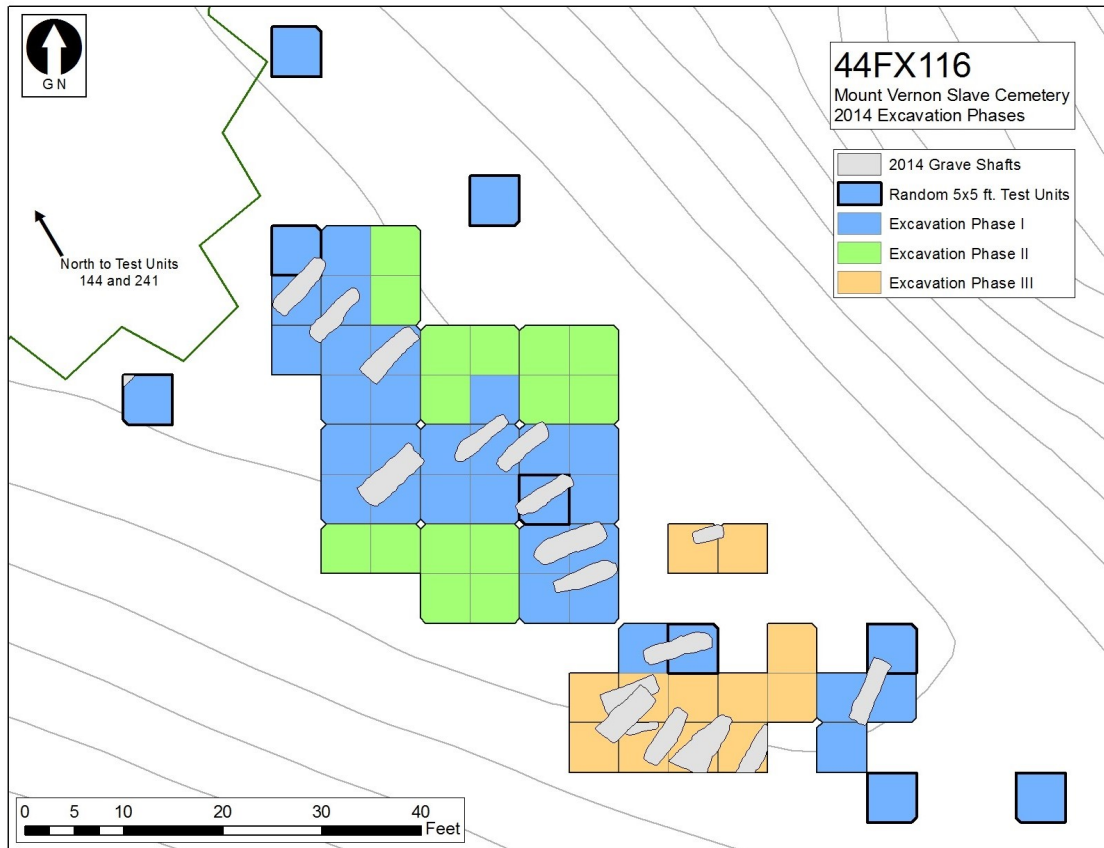 GN
44FX116
Mount Vernon Slave Cemetery
2014 Excavation Phases
2014 Grave Shafts
Random 5x5 ft. Test Units
Excavation Phase I
Excavation Phase II
Excavation Phase III
North to Test Units
144 and 241
0 5 10 20 30 40
Feet